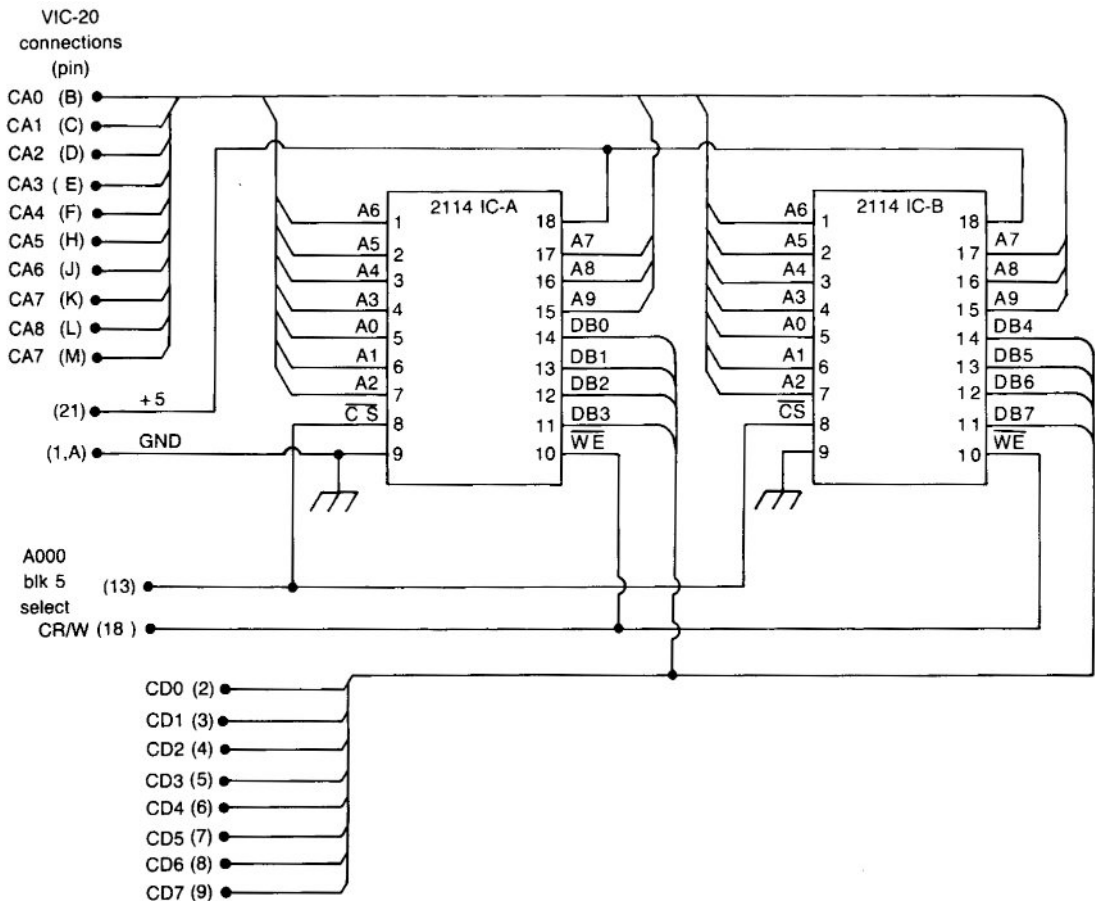 VIC-20
connections
(pin)
CA0 (B)
CA1 (C)
CA2 (D)
CA3 (E)
CA4 (F)
CA5 (H)
CA6 (J)
CA7 (K)
CA8 (L)
CA7 (M)
(21) +5
(1,A) GND
A000
blk 5
select
(13)
CR/W (18)
CD0 (2)
CD1 (3)
CD2 (4)
CD3 (5)
CD4 (6)
CD5 (7)
CD6 (8)
CD7 (9)
2114 IC-A
A6 1
A5 2
A4 3
A3 4
A0 5
A1 6
A2 7
CS 8
9
18
17 A7
16 A8
15 A9
14 DB0
13 DB1
12 DB2
11 DB3
10 WE
2114 IC-B
A6 1
A5 2
A4 3
A3 4
A0 5
A1 6
A2 7
CS 8
9
18
17 A7
16 A8
15 A9
14 DB4
13 DB5
12 DB6
11 DB7
10 WE